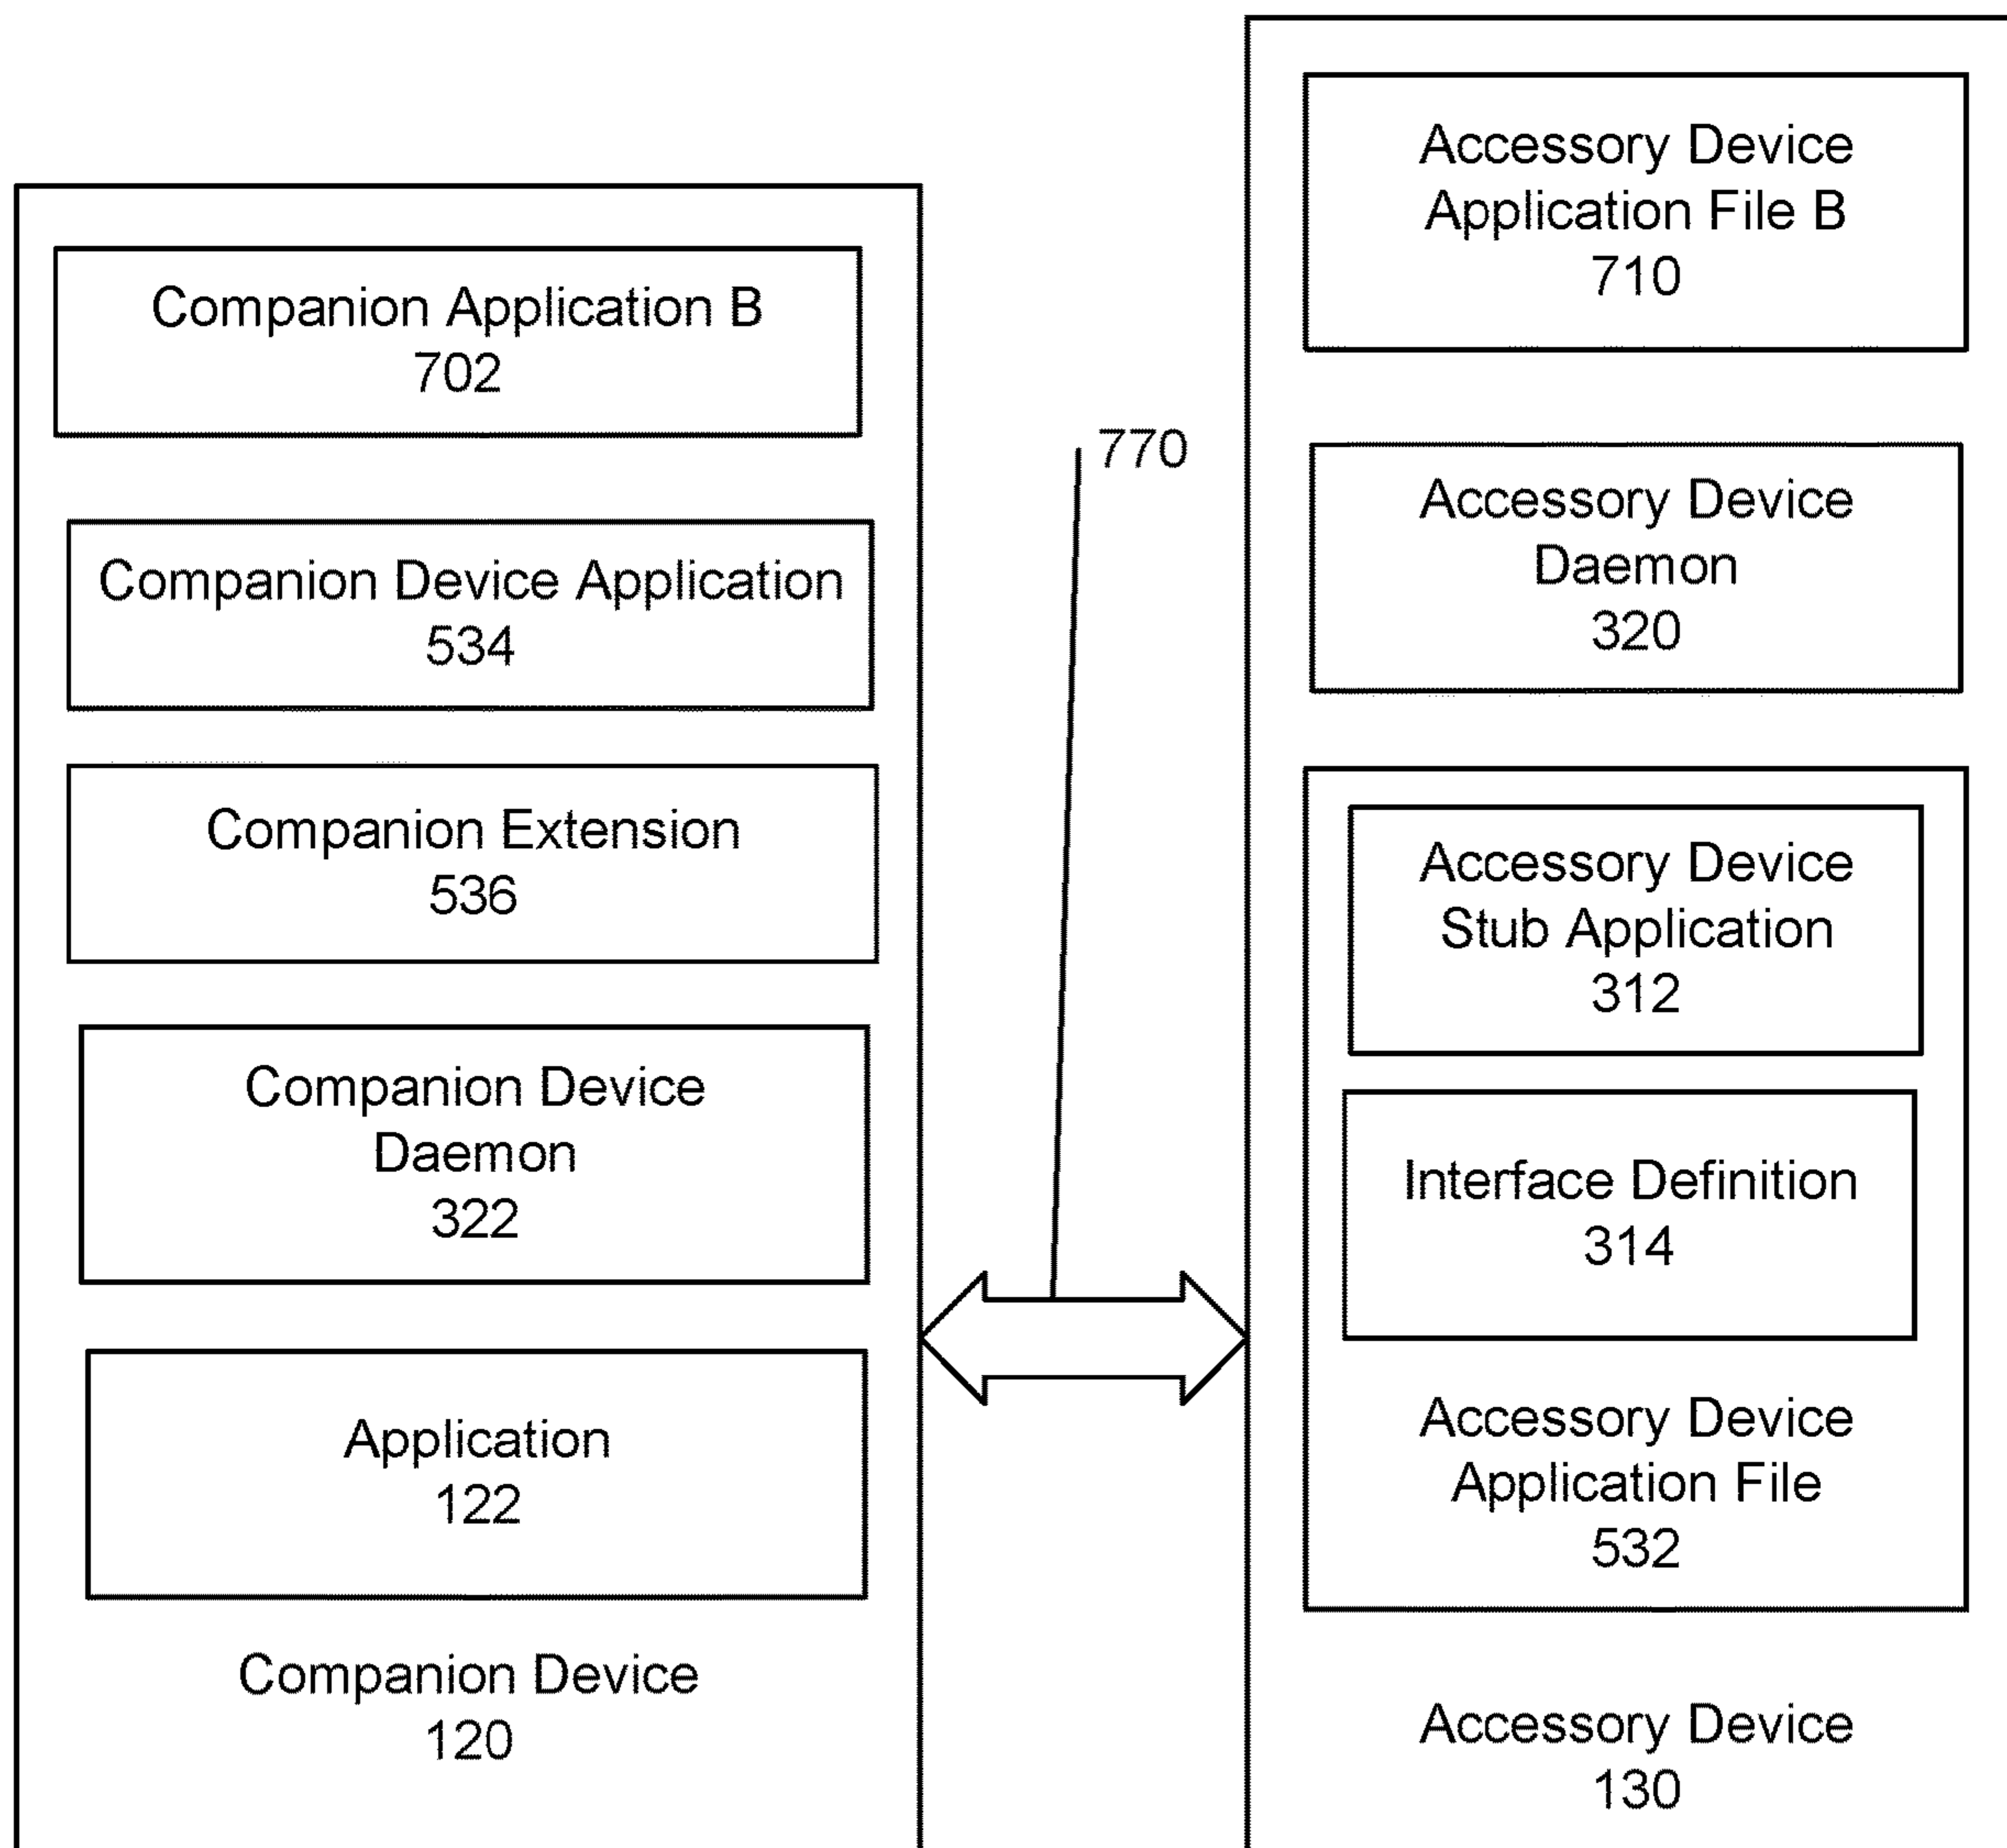 Companion Application B
702
Companion Device Application
534
Companion Extension
536
Companion Device
Daemon
322
Application
122
Companion Device
120
770
Accessory Device
Application File B
710
Accessory Device
Daemon
320
Accessory Device
Stub Application
312
Interface Definition
314
Accessory Device
Application File
532
Accessory Device
130